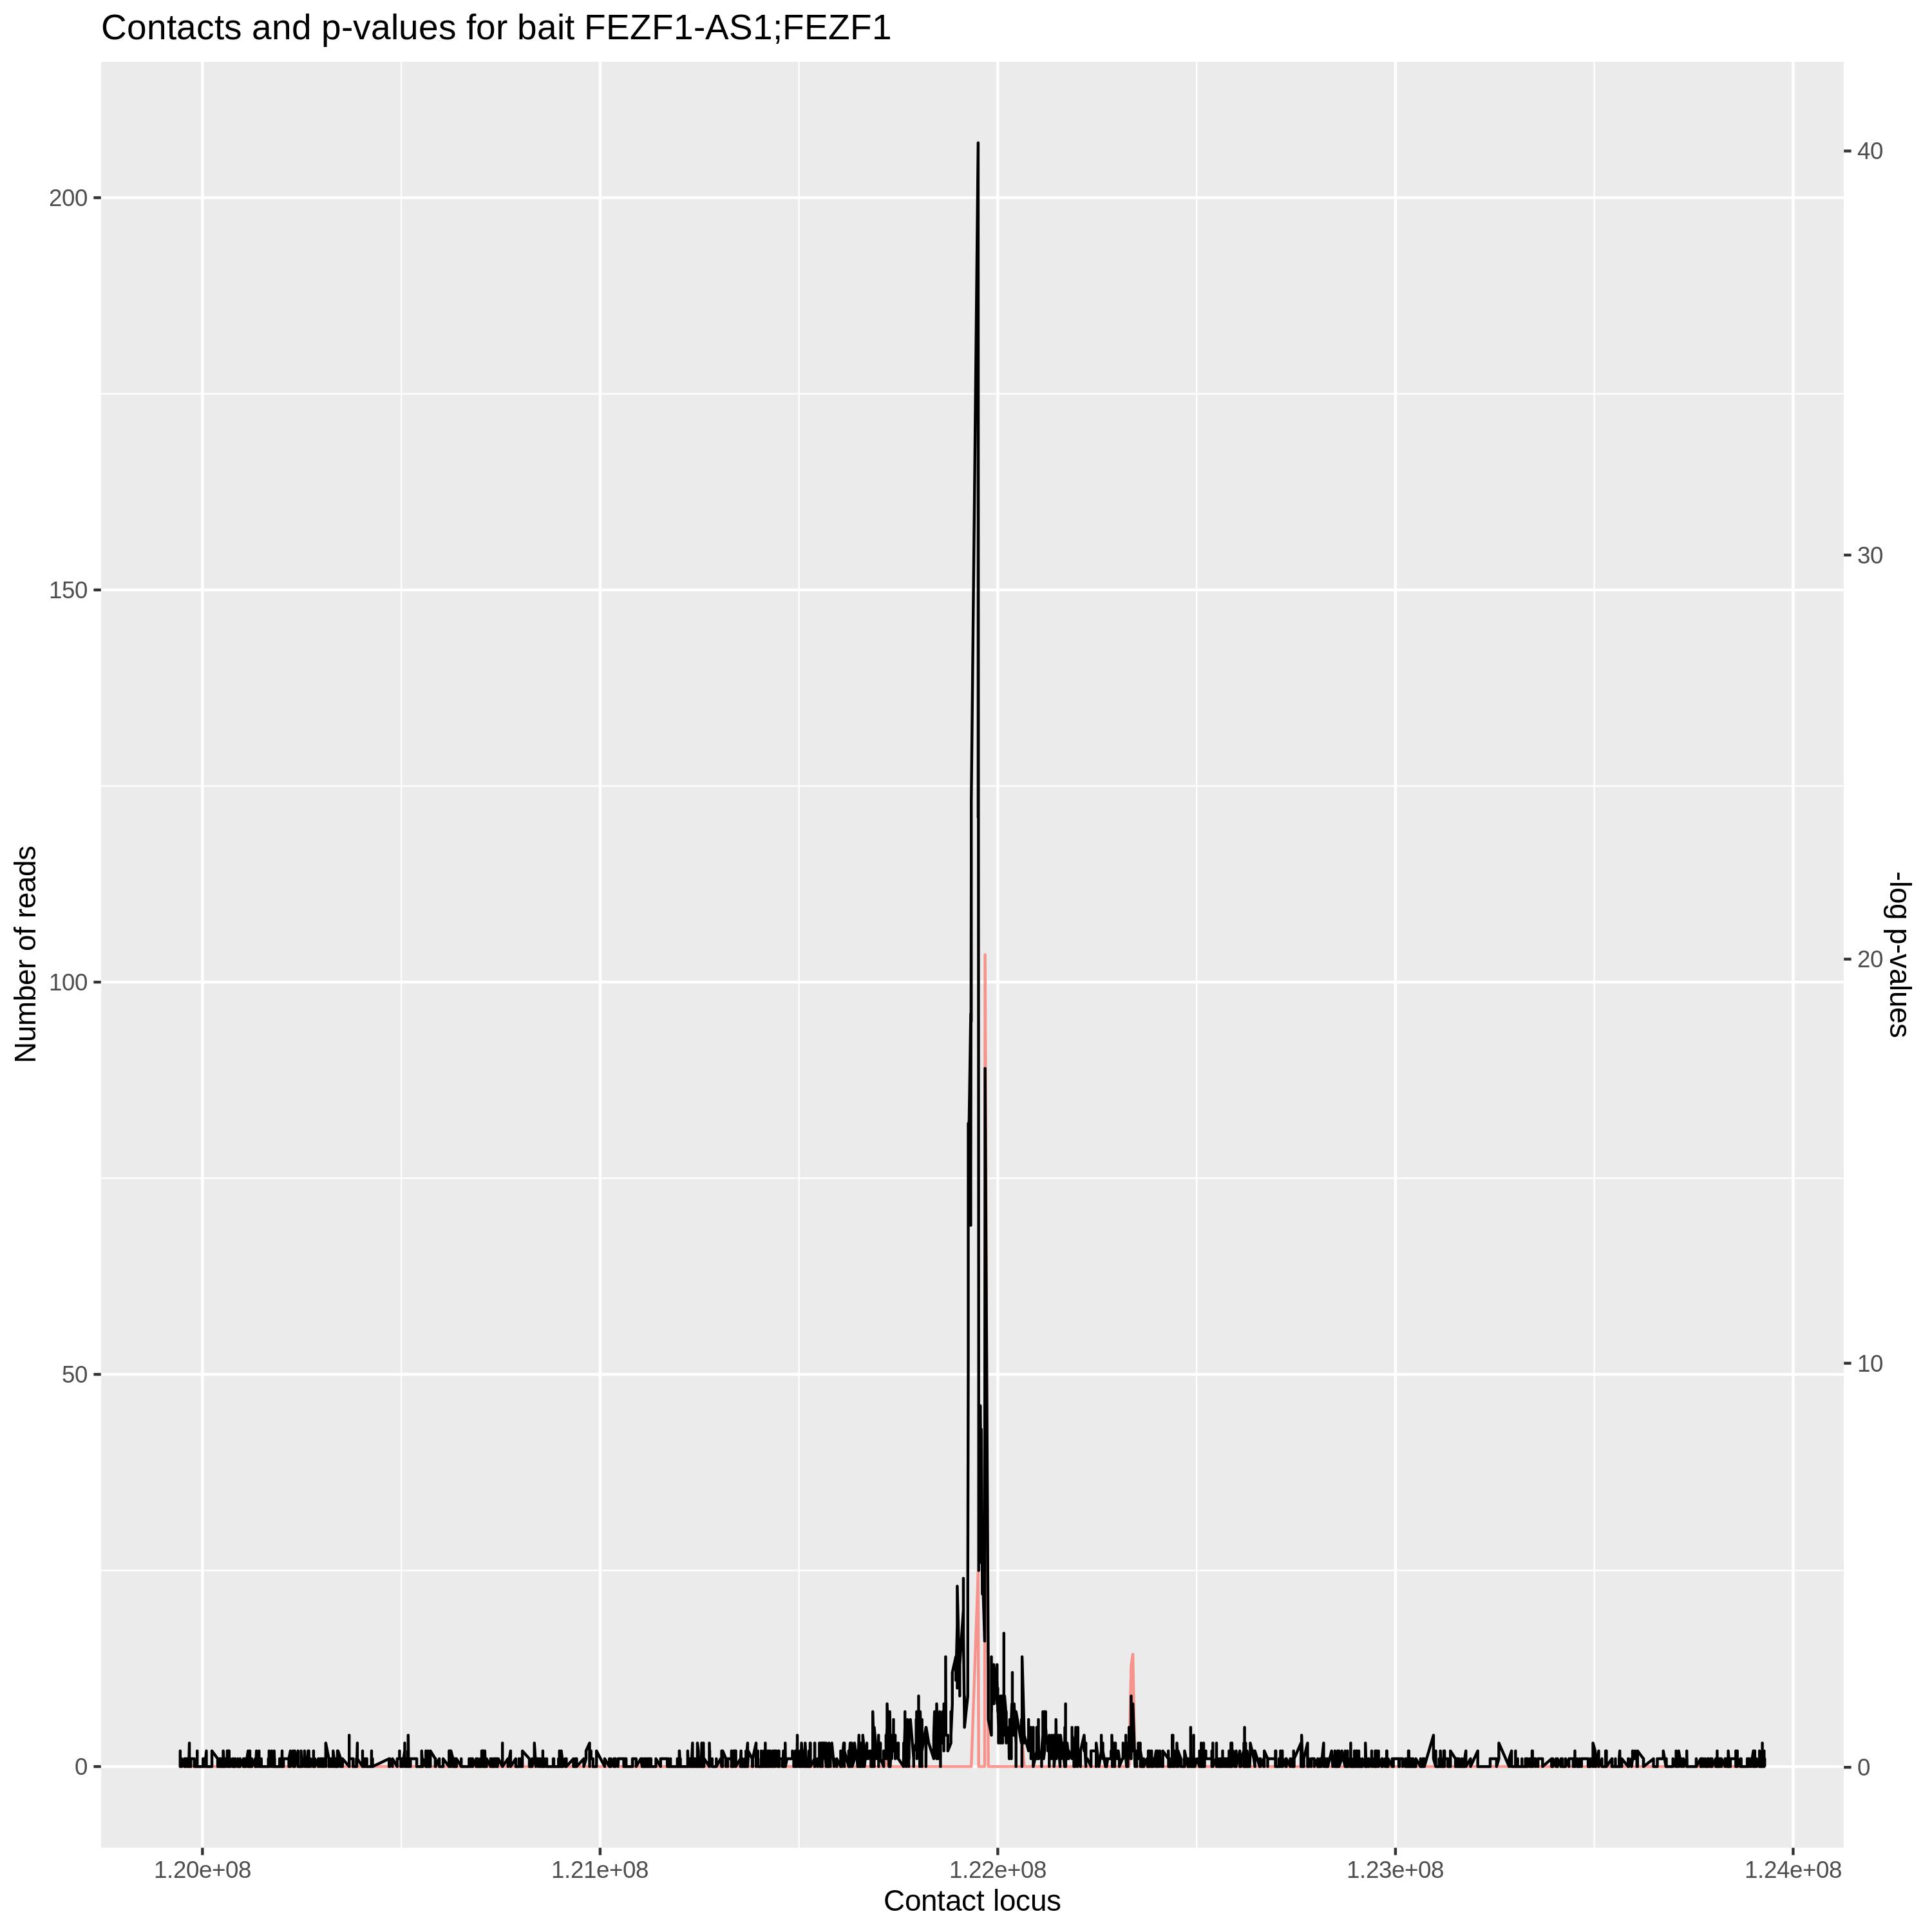 Contacts and p-values for bait FEZF1-AS1;FEZF1
200
150
100
50
0
40
30
20
10
0
Number of reads
-log p-values
1.20e+08
1.21e+08
1.22e+08
1.23e+08
1.24e+08
Contact locus